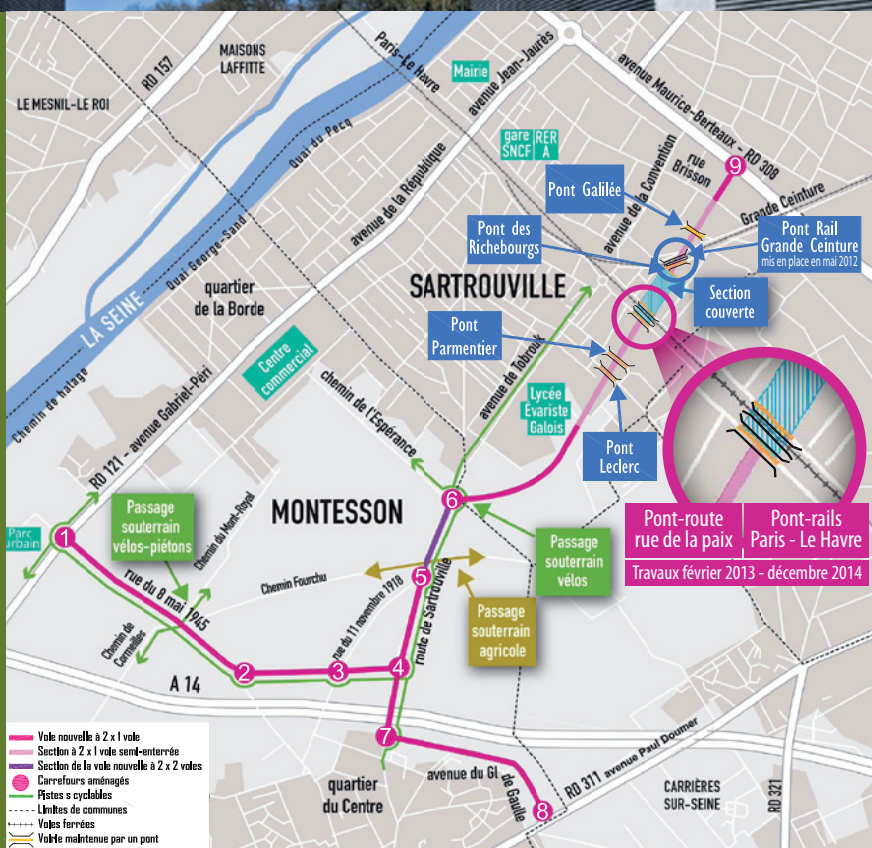 MAISONS
LAFFITTE
RD 157
LE MESNIL-LE ROI
Paris-Le Havre
Mairie
avenue Jean-Jaurès
avenue Maurice-Berteaux - RD 308
Quai du Pecq
gare
SNCF
RER
A
avenue de la République
avenue de la Convention
rue
Brisson
9
Grande Ceinture
Pont Galilée
Pont des
Richebourgs
Pont Rail
Grande Ceinture
mis en place en mai 2012
Quai George-Sand
quartier
de la Borde
SARTROUVILLE
Section
couverte
LA SEINE
Chemin de halage
Pont
Parmentier
Centre
commercial
avenue de Tobrouk
chemin de l'Espérance
Lycée
Évariste
Galois
Pont
Leclerc
RD 121 - avenue Gabriel-Péri
MONTESSON
6
Passage
souterrain
vélos-piétons
Chemin du Mont-Royal
Parc
urbain
1
Pont-route
rue de la paix
Pont-rails
Paris - Le Havre
Travaux février 2013 - décembre 2014
Passage
souterrain
vélos
5
Chemin Fourchu
rue du 8 mai 1945
rue du 11 novembre 1918
route de Sartrouville
Passage
souterrain
agricole
Chemin de
Cormeilles
2
3
4
A 14
7
avenue du Gl
de Gaulle
8
RD 311 avenue Paul Doumer
quartier
du Centre
CARRIÈRES
SUR-SEINE
RD 321
Voie nouvelle à 2 x 1 voie
Section à 2 x 1 voie semi-enterrée
Section de la voie nouvelle à 2 x 2 voies
Carrefours aménagés
Pistes s cyclables
Limites de communes
Voies ferrées
Voirie maintenue par un pont